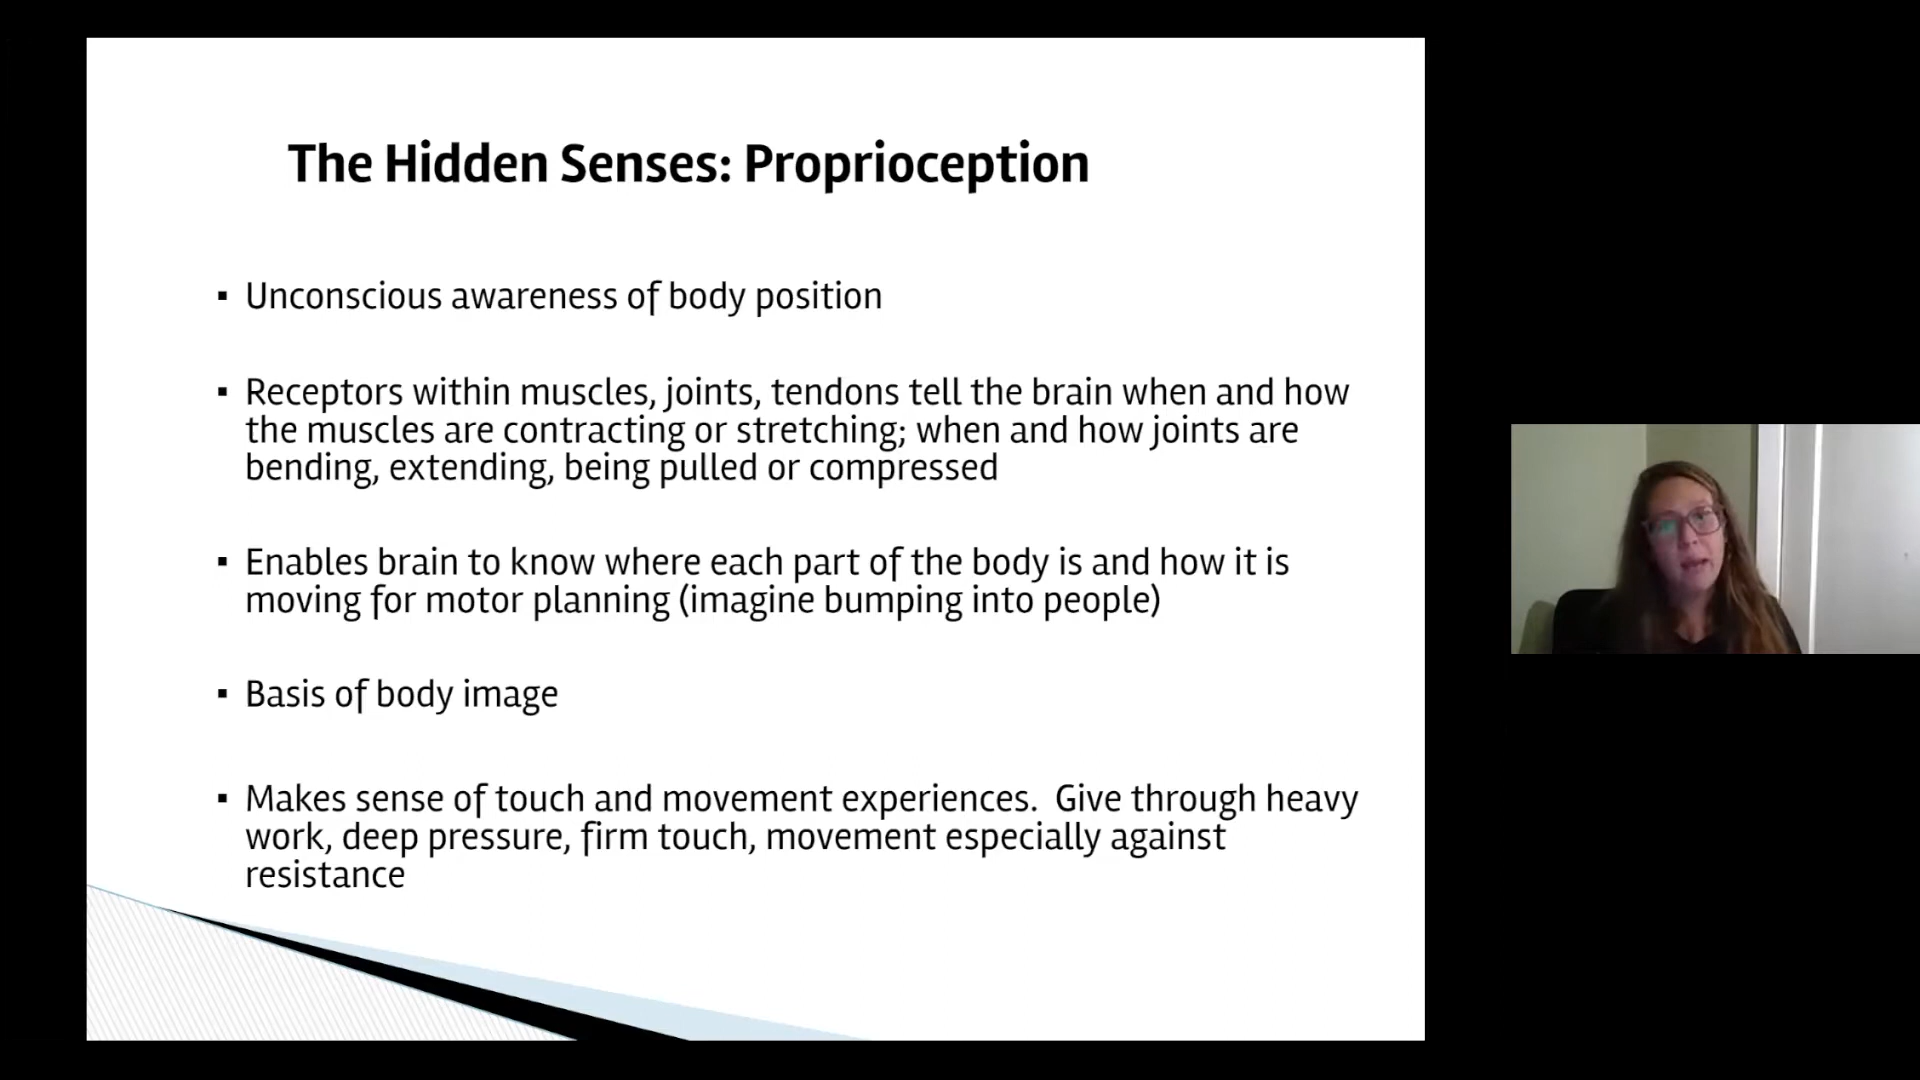 The Hidden Senses: Proprioception
▪ Unconscious awareness of body position
▪ Receptors within muscles, joints, tendons tell the brain when and how
the muscles are contracting or stretching; when and how joints are
bending, extending, being pulled or compressed
▪ Enables brain to know where each part of the body is and how it is
moving for motor planning (imagine bumping into people)
▪ Basis of body image
▪ Makes sense of touch and movement experiences.  Give through heavy
work, deep pressure, firm touch, movement especially against
resistance